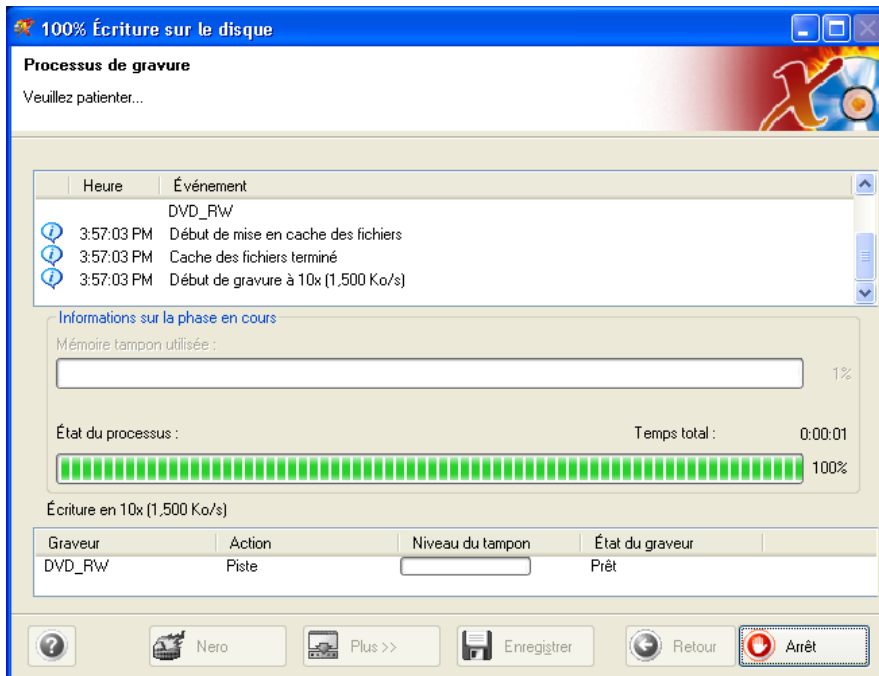 100% Écriture sur le disque
Processus de gravure
Veuillez patienter...
Heure Événement
DVD_RW
3:57:03 PM Début de mise en cache des fichiers
3:57:03 PM Cache des fichiers terminé
3:57:03 PM Début de gravure à 10x (1,500 Ko/s)
Informations sur la phase en cours
Mémoire tampon utilisée :
1%
État du processus : Temps total : 0:00:01
100%
Écriture en 10x (1,500 Ko/s)
Graveur Action Niveau du tampon État du graveur
DVD_RW Piste Prêt
Nero Plus >> Enregistrer Retour Arrêt